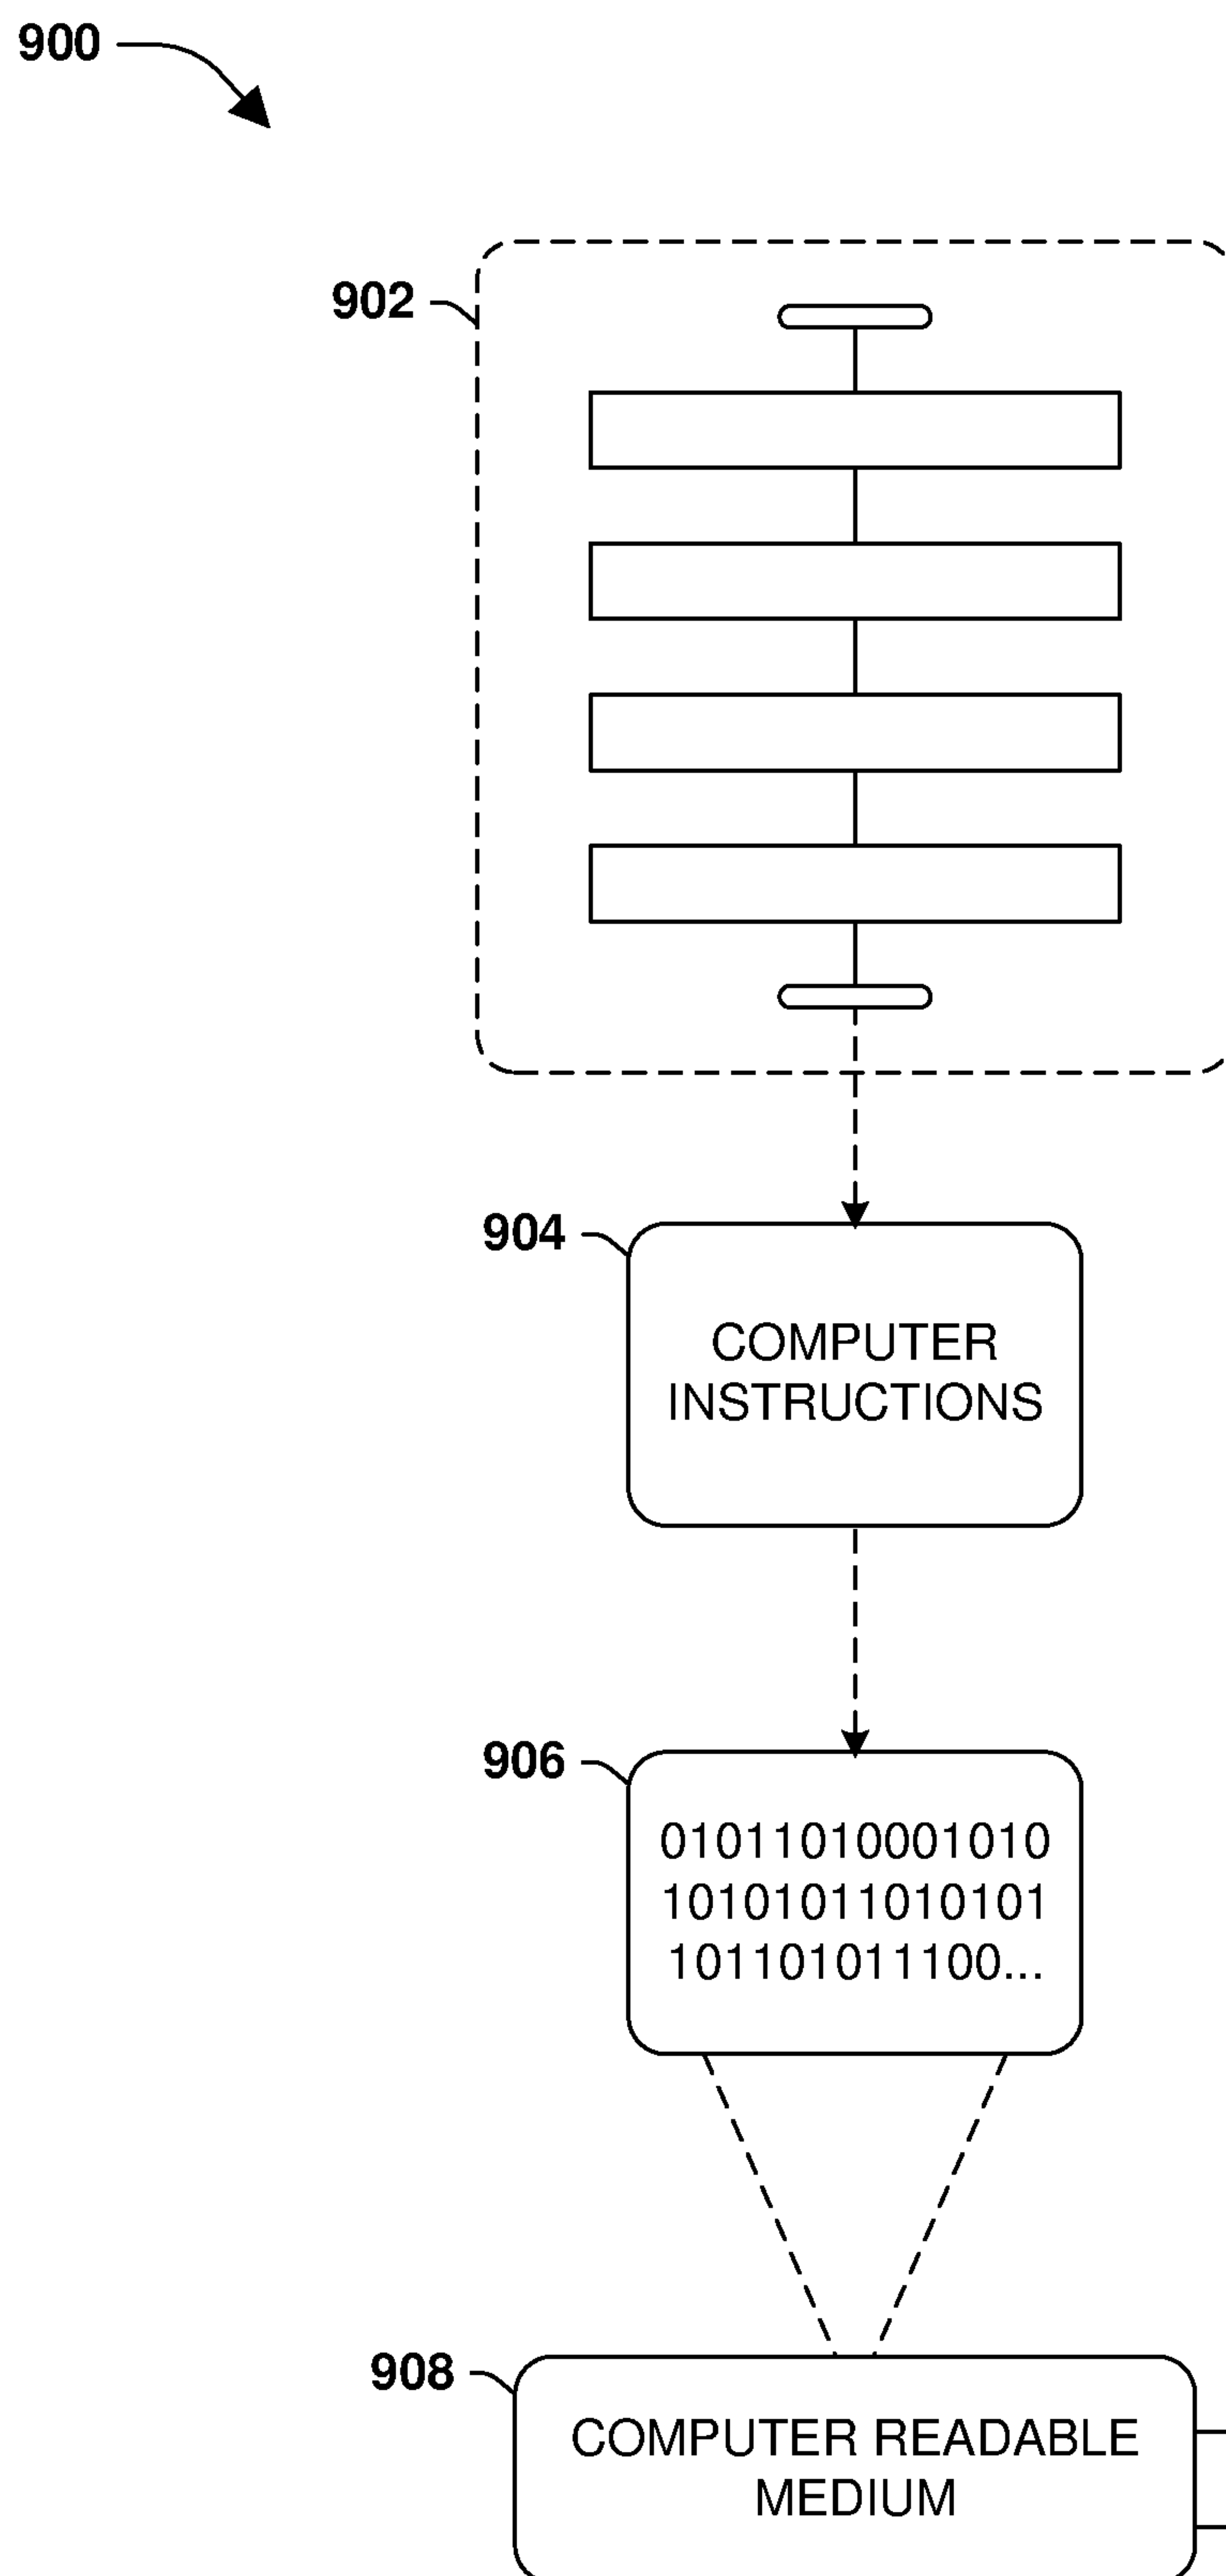 900
902
904
COMPUTER
INSTRUCTIONS
906
01011010001010
10101011010101
101101011100...
908
COMPUTER READABLE
MEDIUM